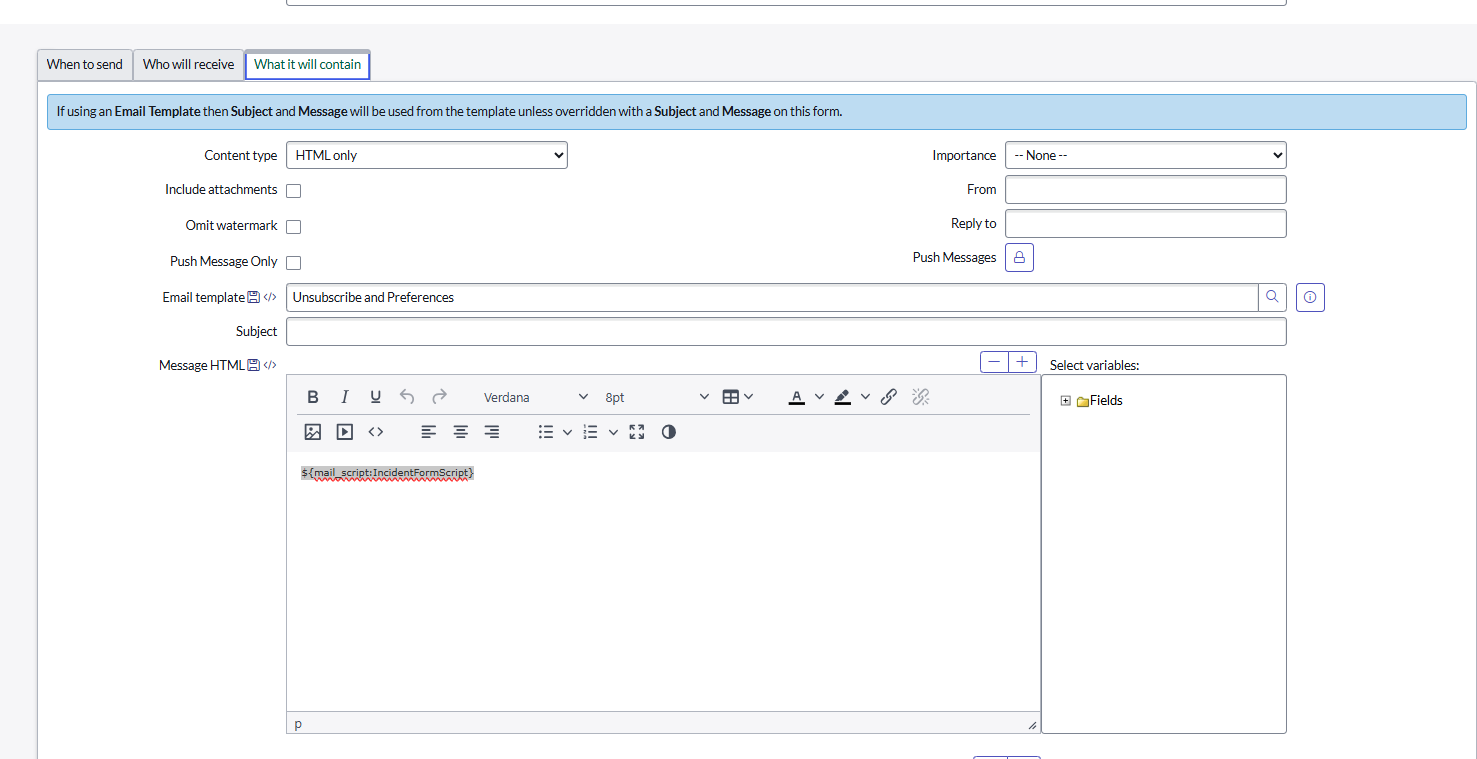 When to send Who will receive What it will contain
If using an Email Template then Subject and Message will be used from the template unless overridden with a Subject and Message on this form.
Content type HTML only Importance -- None --
Include attachments From
Omit watermark Reply to
Push Message Only Push Messages
Email template </> Unsubscribe and Preferences
Subject
Message HTML </> Select variables:
B I U Verdana 8pt A
Fields
${mail_script:IncidentFormScript}
p